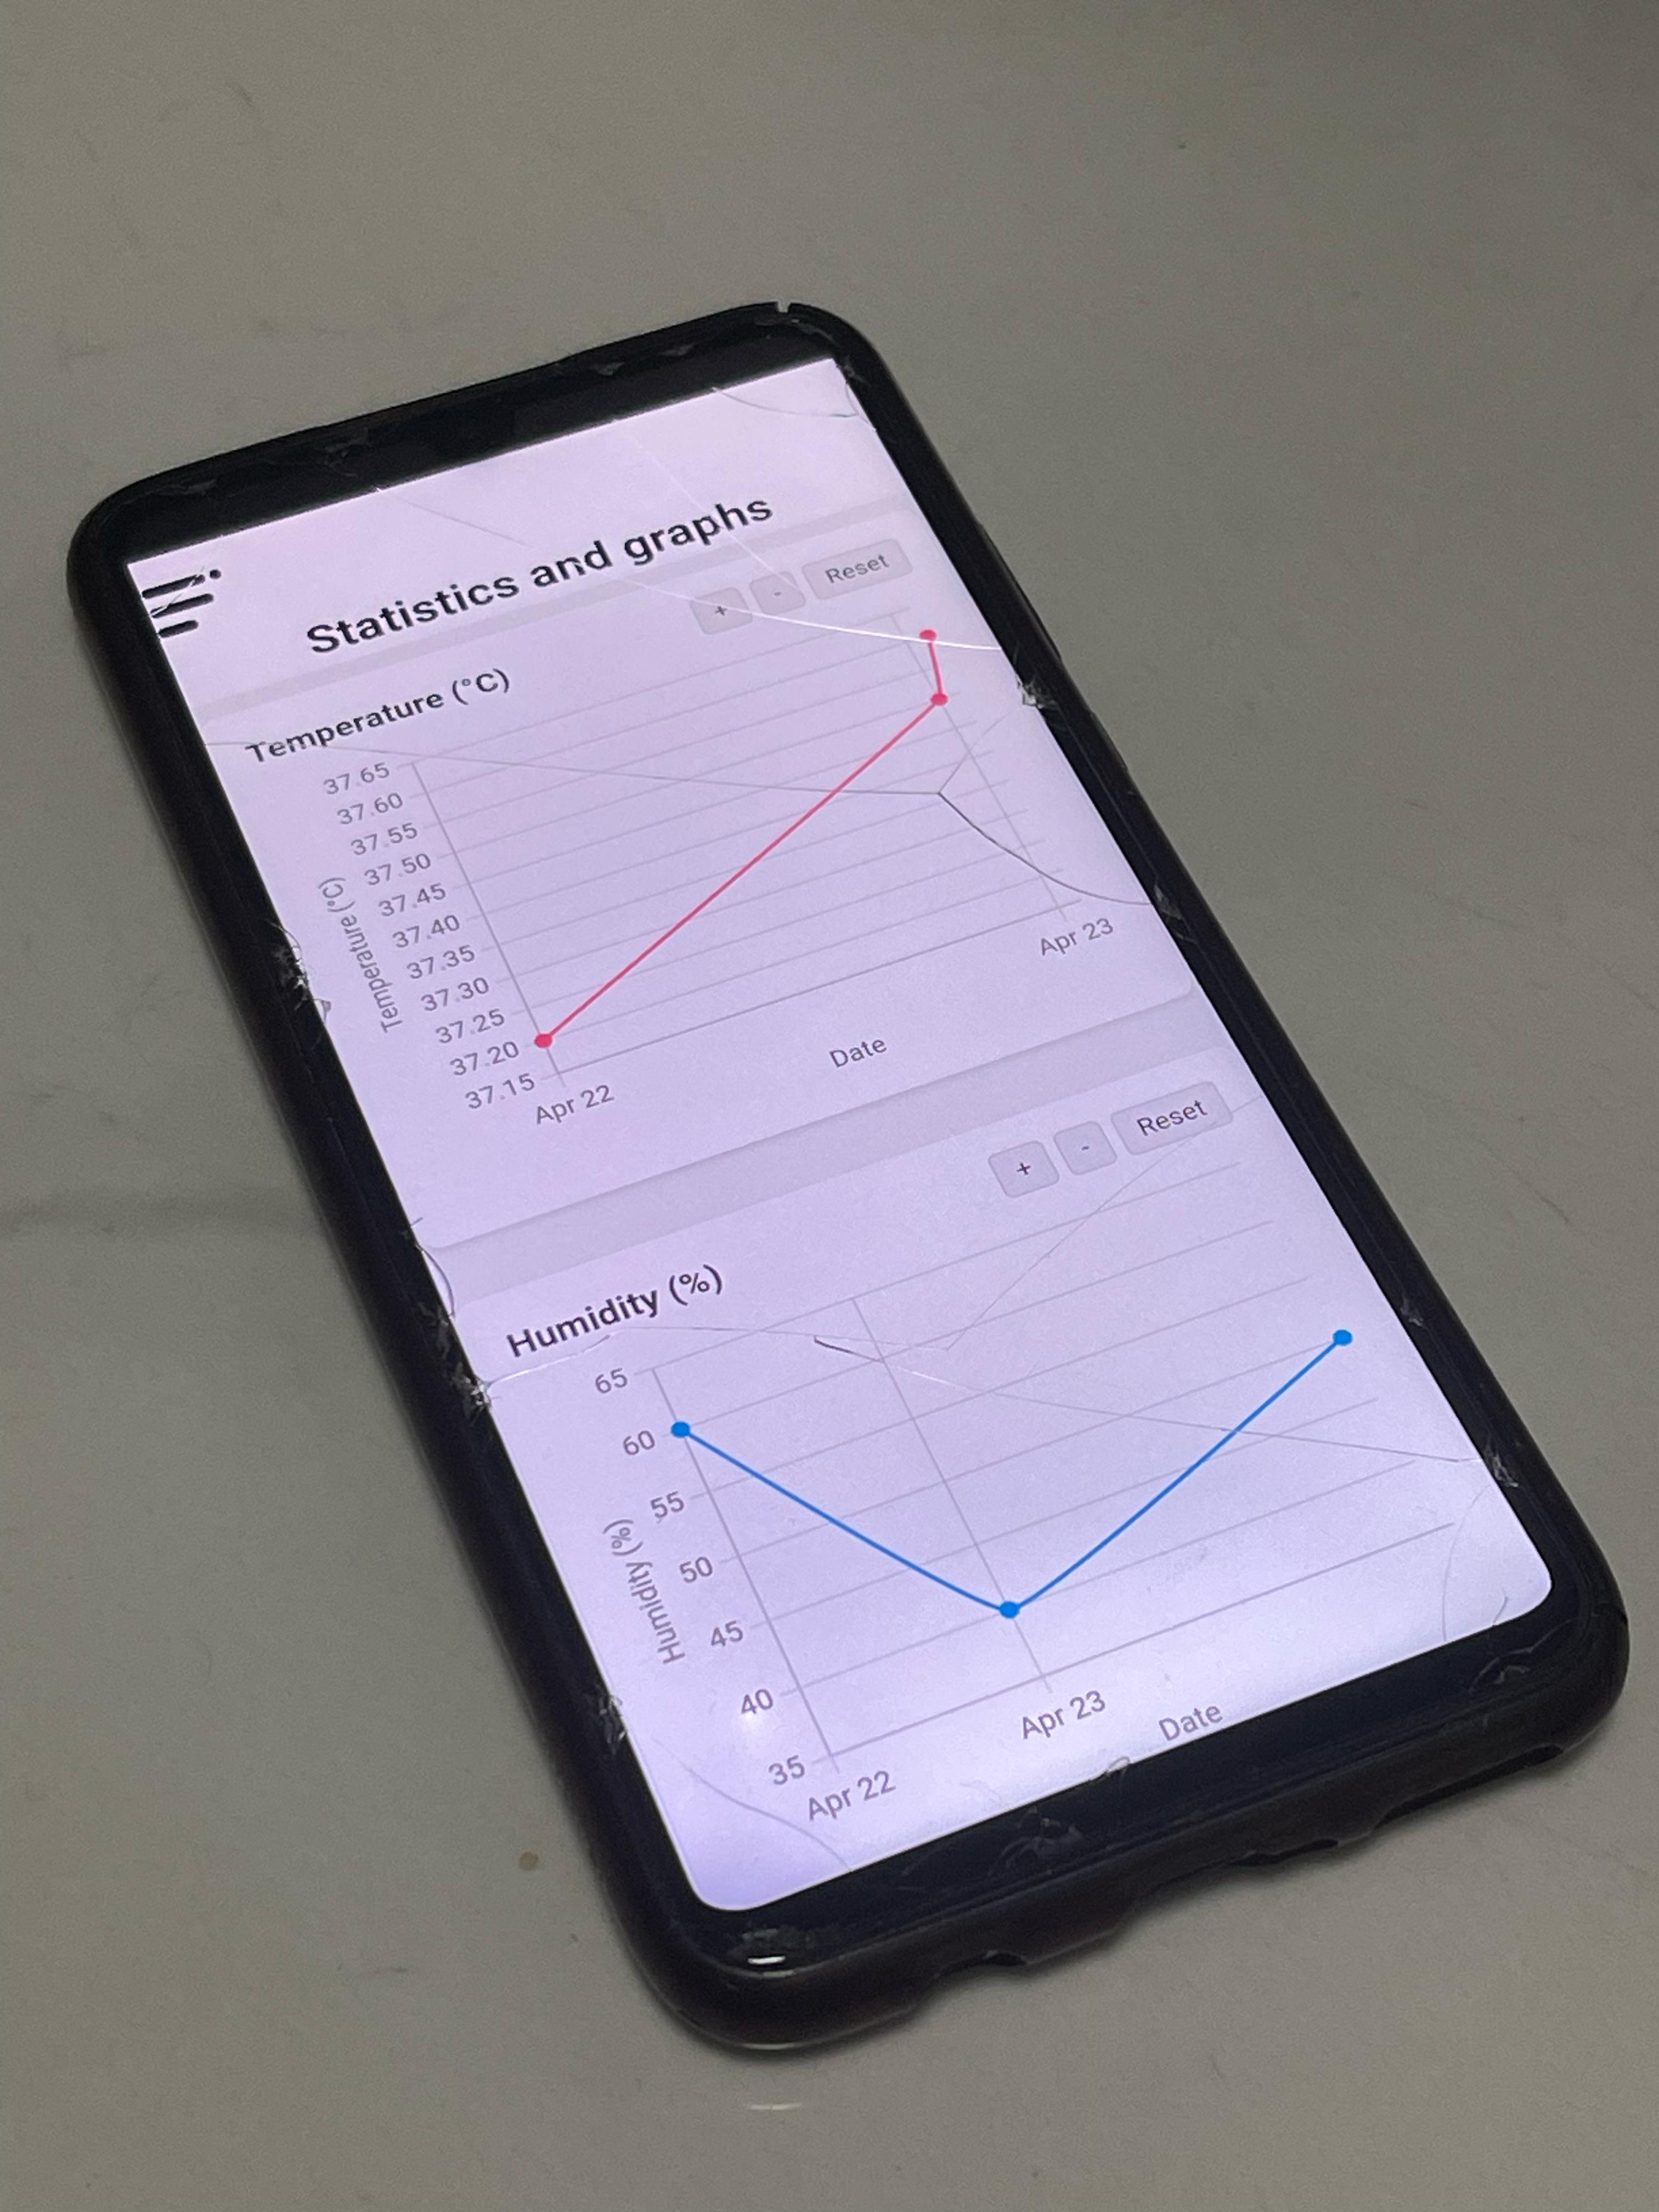 Statistics and graphs
+ - Reset
Temperature (°C)
37.65
37.60
37.55
37.50
37.45
37.40
37.35
37.30
37.25
37.20
37.15
Temperature (°C)
Apr 22
Apr 23
Date
+ - Reset
Humidity (%)
65
60
55
50
45
40
35
Humidity (%)
Apr 22
Apr 23
Date